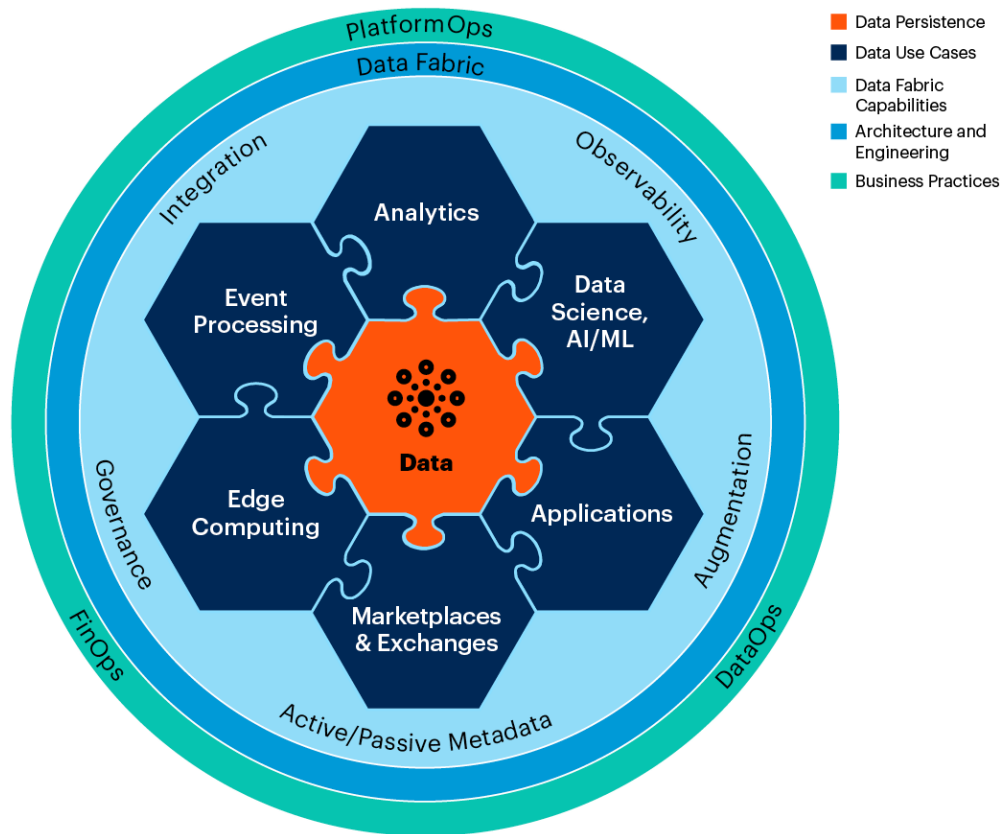 PlatformOps
Data Fabric
Integration
Observability
Analytics
Event
Processing
Data
Science,
AI/ML
Data
Edge
Computing
Applications
Marketplaces
& Exchanges
Governance
Augmentation
Active/Passive Metadata
FinOps
DataOps
Data Persistence
Data Use Cases
Data Fabric
Capabilities
Architecture and
Engineering
Business Practices